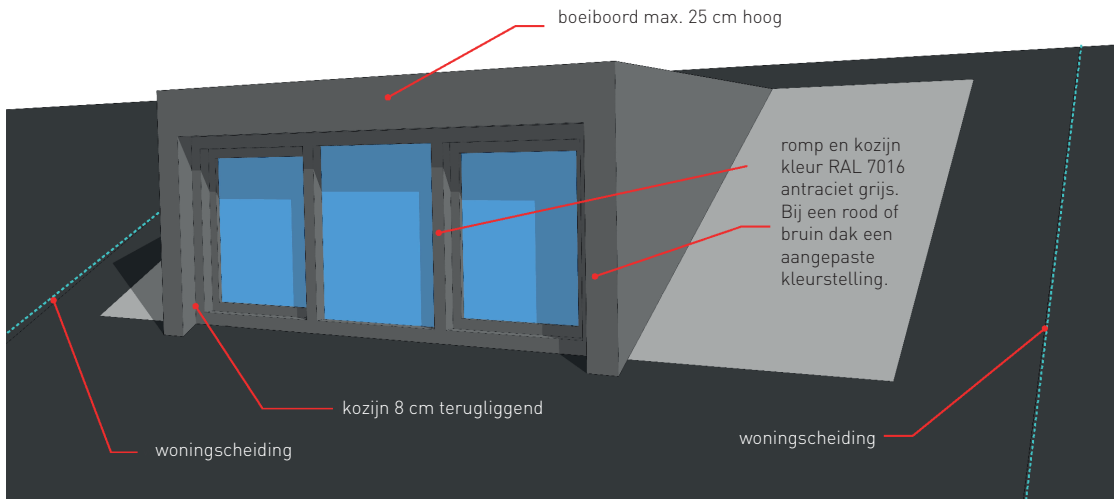 boeiboord max. 25 cm hoog
romp en kozijn
kleur RAL 7016
antraciet grijs.
Bij een rood of
bruin dak een
aangepaste
kleurstelling.
kozijn 8 cm terugliggend
woningscheiding
woningscheiding